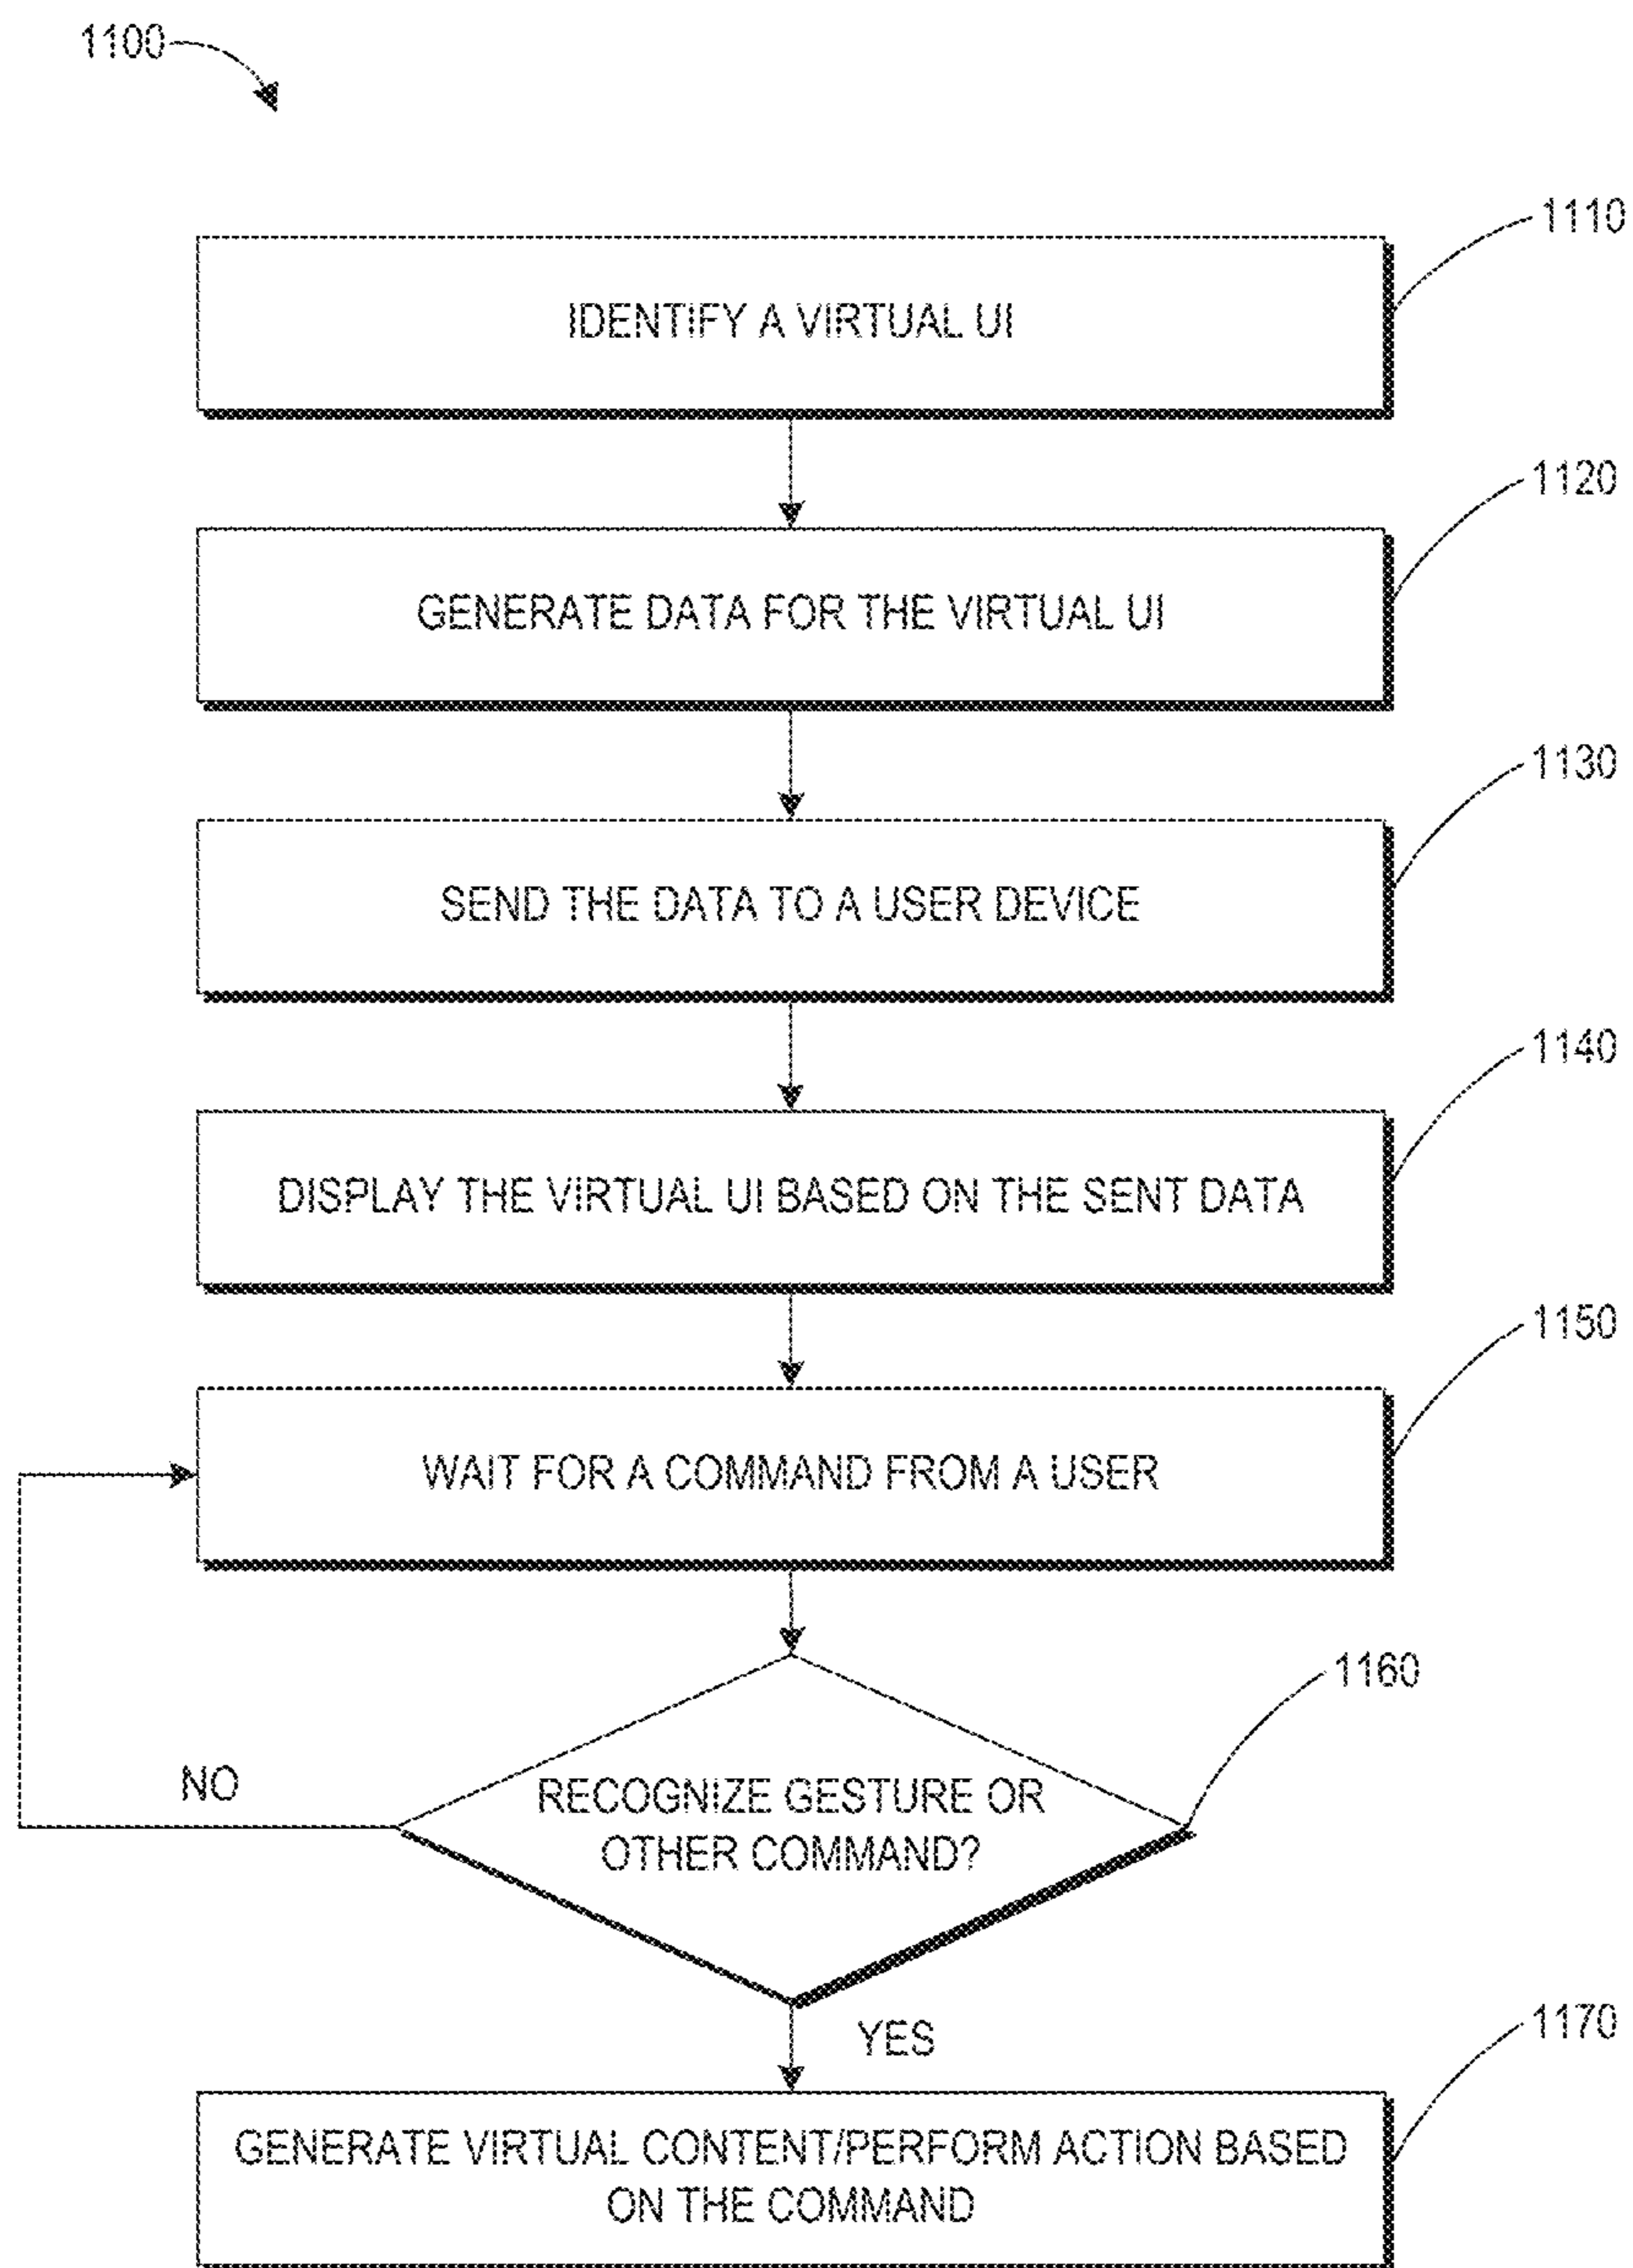 1100
1110
IDENTIFY A VIRTUAL UI
1120
GENERATE DATA FOR THE VIRTUAL UI
1130
SEND THE DATA TO A USER DEVICE
1140
DISPLAY THE VIRTUAL UI BASED ON THE SENT DATA
1150
WAIT FOR A COMMAND FROM A USER
1160
NO
RECOGNIZE GESTURE OR
OTHER COMMAND?
YES
1170
GENERATE VIRTUAL CONTENT/PERFORM ACTION BASED
ON THE COMMAND